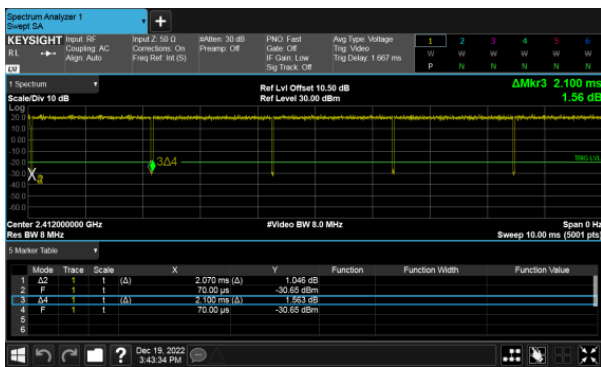 Spectrum Analyzer 1
Swept SA
+
KEYSIGHT Input: RF Input Z: 50 Ω #Atten: 30 dB PNO: Fast Avg Type: Voltage 1 2 3 4 5 6
RL Coupling: AC Corrections: On Preamp: Off Gate: Off Trig: Video W W W W W W
Align: Auto Freq Ref: Int (S) IF Gain: Low Trig Delay: 1.667 ms P N N N N N
LXI Sig Track: Off
1 Spectrum Ref Lvl Offset 10.50 dB ΔMkr3 2.100 ms
Scale/Div 10 dB Ref Level 30.00 dBm 1.56 dB
Log
20.0
10.0
0.0
-10.0
-20.0 3Δ4 TRIG LVL
-30.0 X2
-40.0
-50.0
-60.0
Center 2.412000000 GHz #Video BW 8.0 MHz Span 0 Hz
Res BW 8 MHz Sweep 10.00 ms (5001 pts)
5 Marker Table
Mode Trace Scale X Y Function Function Width Function Value
1 Δ2 1 t (Δ) 2.070 ms (Δ) 1.046 dB
2 F 1 t 70.00 µs -30.65 dBm
3 Δ4 1 t (Δ) 2.100 ms (Δ) 1.563 dB
4 F 1 t 70.00 µs -30.65 dBm
5
6
? Dec 19, 2022
3:43:34 PM